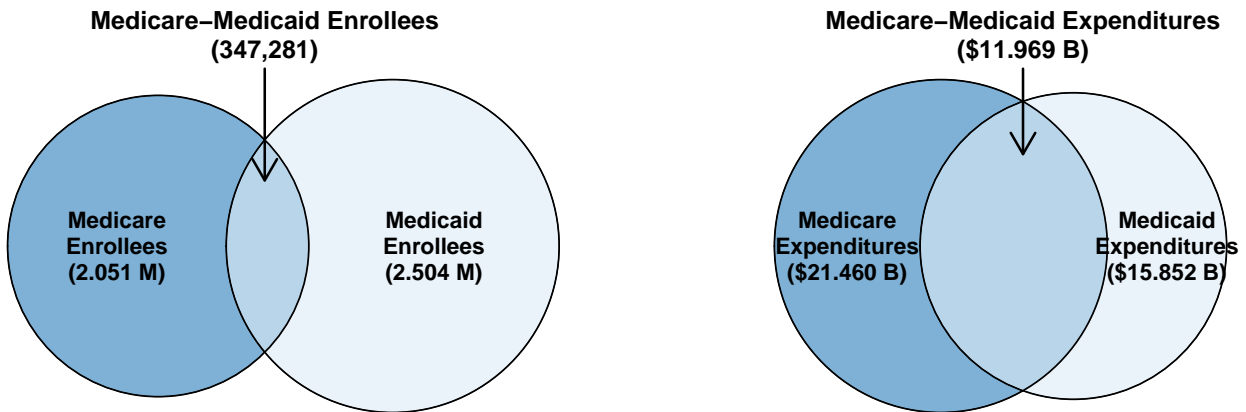 Medicare–Medicaid Enrollees
(347,281)
Medicare
Enrollees
(2.051 M)
Medicaid
Enrollees
(2.504 M)
Medicare–Medicaid Expenditures
($11.969 B)
Medicare
Expenditures
($21.460 B)
Medicaid
Expenditures
($15.852 B)